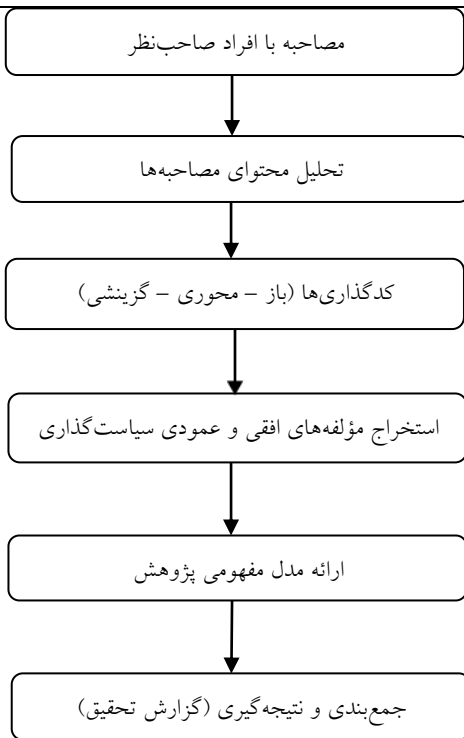 مصاحبه با افراد صاحب‌نظر
تحلیل محتوای مصاحبه‌ها
کدگذاری‌ها (باز – محوری – گزینشی)
استخراج مؤلفه‌های افقی و عمودی سیاست‌گذاری
ارائه مدل مفهومی پژوهش
جمع‌بندی و نتیجه‌گیری (گزارش تحقیق)